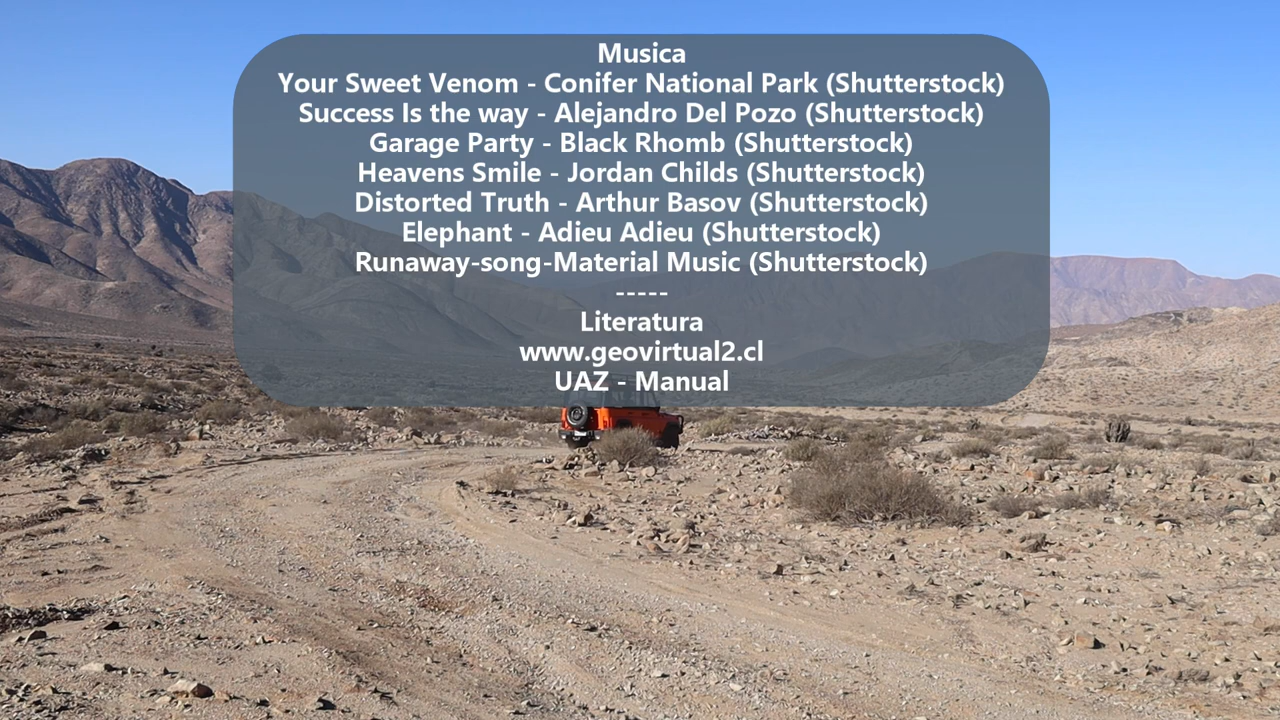 Musica
Your Sweet Venom - Conifer National Park (Shutterstock)
Success Is the way - Alejandro Del Pozo (Shutterstock)
Garage Party - Black Rhomb (Shutterstock)
Heavens Smile - Jordan Childs (Shutterstock)
Distorted Truth - Arthur Basov (Shutterstock)
Elephant - Adieu Adieu (Shutterstock)
Runaway-song-Material Music (Shutterstock)
-----
Literatura
www.geovirtual2.cl
UAZ - Manual